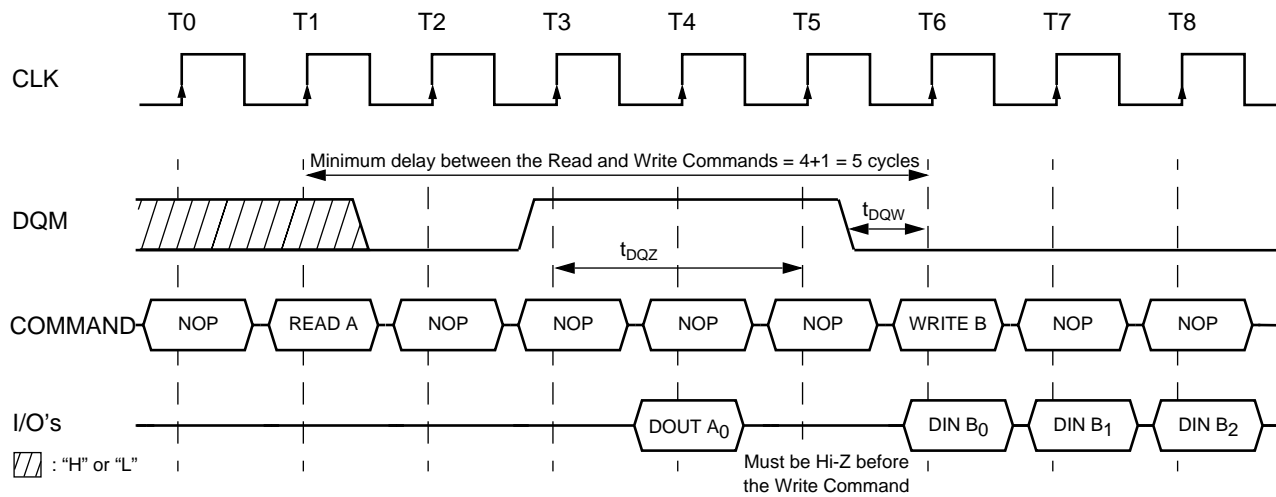 T0 T1 T2 T3 T4 T5 T6 T7 T8
CLK
Minimum delay between the Read and Write Commands = 4+1 = 5 cycles
DQM
tDQW
tDQZ
COMMAND NOP READ A NOP NOP NOP NOP WRITE B NOP NOP
I/O's DOUT A0 DIN B0 DIN B1 DIN B2
: “H” or “L”
Must be Hi-Z before
the Write Command